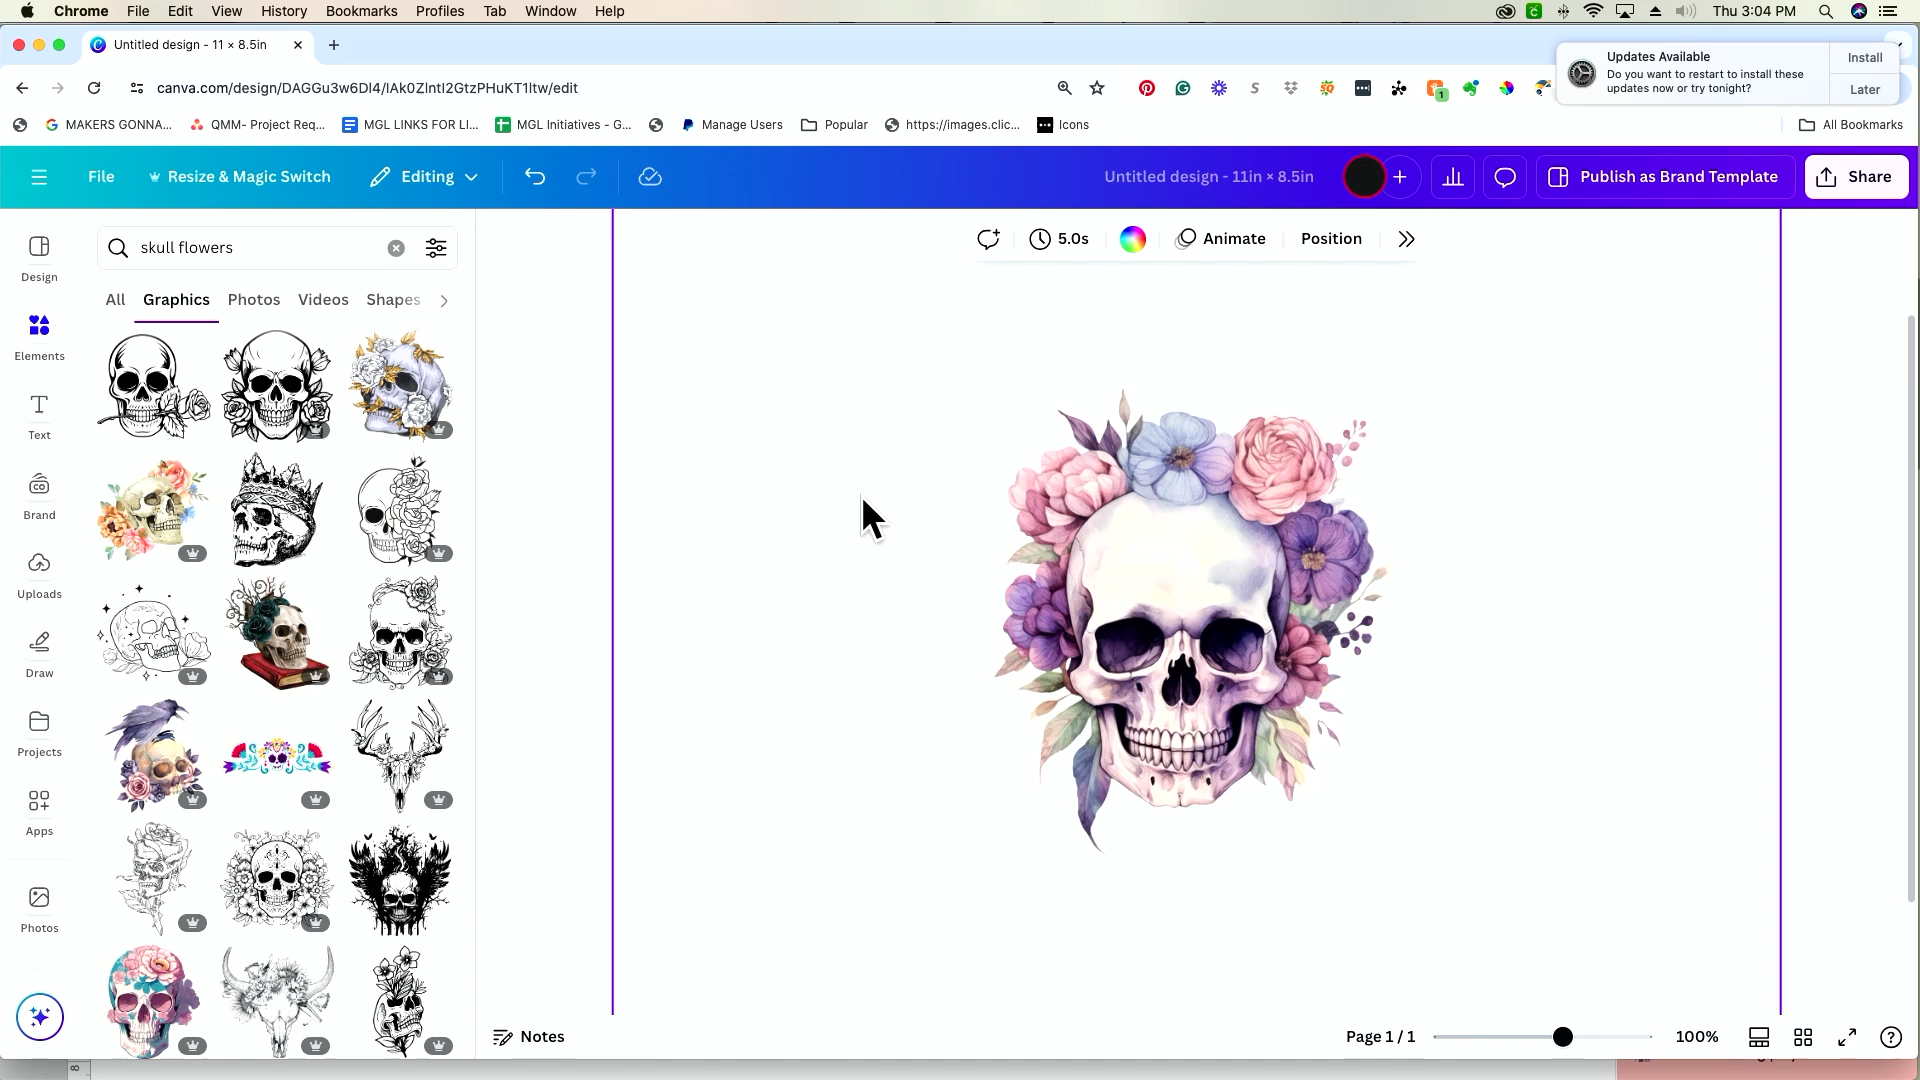 Chrome File Edit View History Bookmarks Profiles Tab Window Help
Thu 3:04 PM
Untitled design - 11 × 8.5in
Updates Available
Do you want to restart to install these
updates now or try tonight?
Install
Later
canva.com/design/DAGGu3w6DI4/lAk0ZlntI2GtzPHuKT1ltw/edit
1
MAKERS GONNA...
QMM- Project Req...
MGL LINKS FOR LI...
MGL Initiatives - G...
Manage Users
Popular
https://images.clic...
Icons
All Bookmarks
File
Resize & Magic Switch
Editing
Untitled design - 11in × 8.5in
Publish as Brand Template
Share
Design
Elements
Text
Brand
Uploads
Draw
Projects
Apps
Photos
skull flowers
All Graphics Photos Videos Shapes
5.0s
Animate
Position
Notes
Page 1 / 1
100%